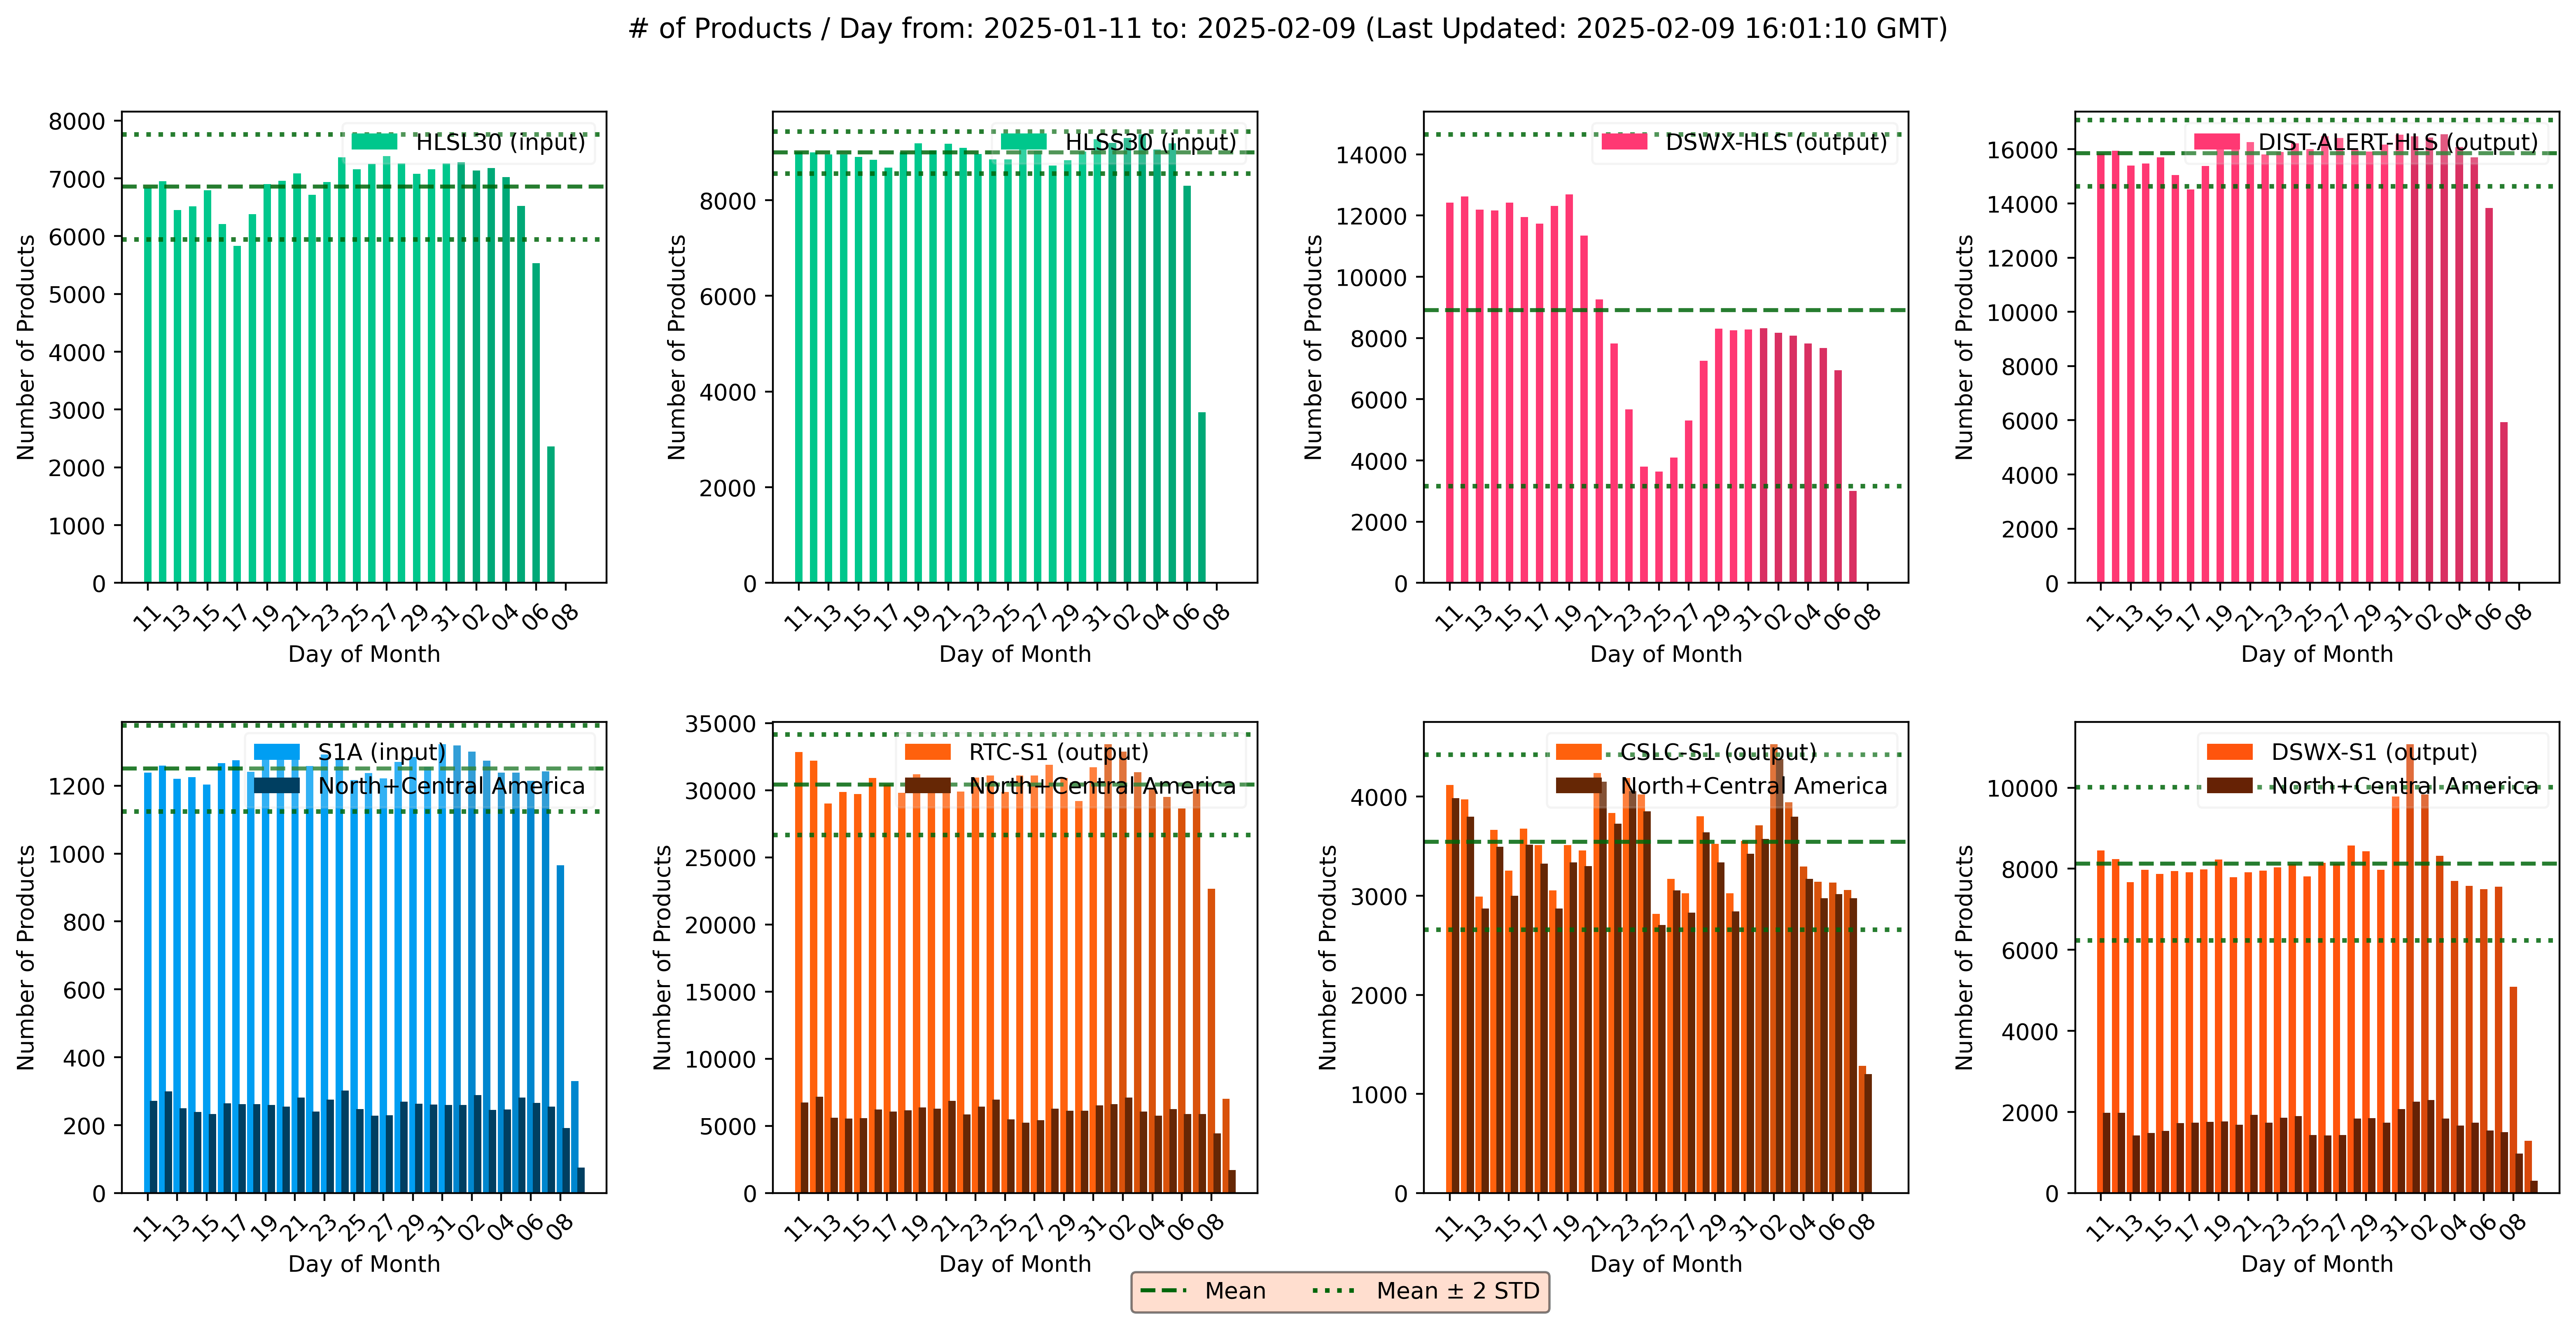 # of Products / Day from: 2025-01-11 to: 2025-02-09 (Last Updated: 2025-02-09 16:01:10 GMT)
HLSL30 (input)
Number of Products
8000
7000
6000
5000
4000
3000
2000
1000
0
11 13 15 17 19 21 23 25 27 29 31 02 04 06 08
Day of Month
HLSS30 (input)
Number of Products
8000
6000
4000
2000
0
11 13 15 17 19 21 23 25 27 29 31 02 04 06 08
Day of Month
DSWX-HLS (output)
Number of Products
14000
12000
10000
8000
6000
4000
2000
0
11 13 15 17 19 21 23 25 27 29 31 02 04 06 08
Day of Month
DIST-ALERT-HLS (output)
Number of Products
16000
14000
12000
10000
8000
6000
4000
2000
0
11 13 15 17 19 21 23 25 27 29 31 02 04 06 08
Day of Month
S1A (input)
North+Central America
Number of Products
1200
1000
800
600
400
200
0
11 13 15 17 19 21 23 25 27 29 31 02 04 06 08
Day of Month
RTC-S1 (output)
North+Central America
Number of Products
35000
30000
25000
20000
15000
10000
5000
0
11 13 15 17 19 21 23 25 27 29 31 02 04 06 08
Day of Month
CSLC-S1 (output)
North+Central America
Number of Products
4000
3000
2000
1000
0
11 13 15 17 19 21 23 25 27 29 31 02 04 06 08
Day of Month
DSWX-S1 (output)
North+Central America
Number of Products
10000
8000
6000
4000
2000
0
11 13 15 17 19 21 23 25 27 29 31 02 04 06 08
Day of Month
Mean
Mean ± 2 STD